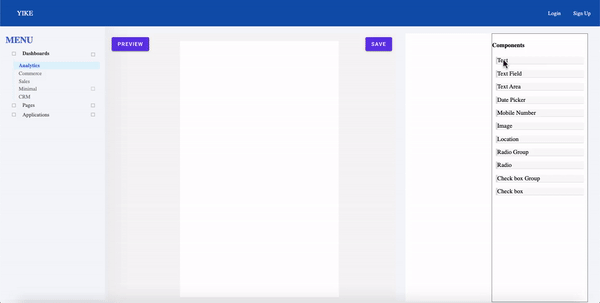 YIKE
Login
Sign Up
MENU
Dashboards
Analytics
Commerce
Sales
Minimal
CRM
Pages
Applications
PREVIEW
SAVE
Components
Text
Text Field
Text Area
Date Picker
Mobile Number
Image
Location
Radio Group
Radio
Check box Group
Check box